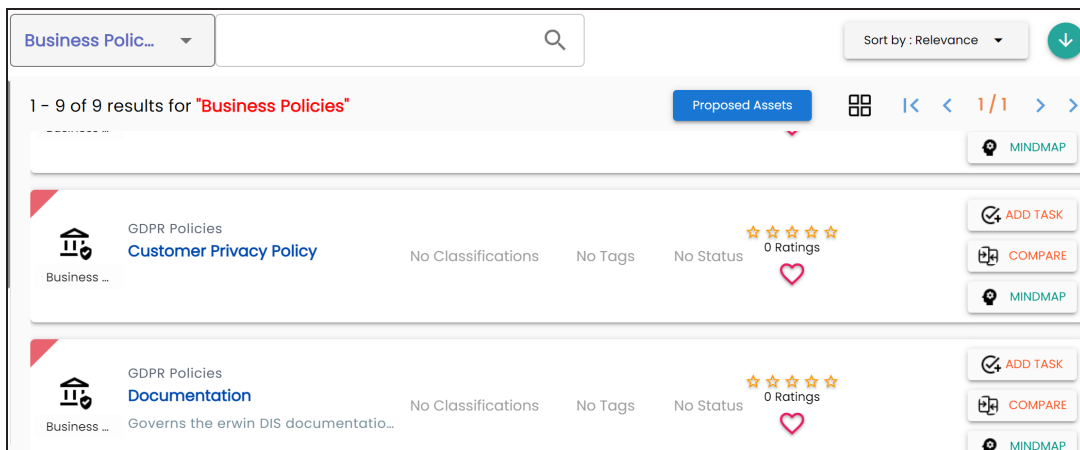 Business Polic...
Sort by : Relevance
1 - 9 of 9 results for "Business Policies"
Proposed Assets
1 / 1
MINDMAP
GDPR Policies
Customer Privacy Policy
Business ...
No Classifications
No Tags
No Status
0 Ratings
ADD TASK
COMPARE
MINDMAP
GDPR Policies
Documentation
Governs the erwin DIS documentatio...
Business ...
No Classifications
No Tags
No Status
0 Ratings
ADD TASK
COMPARE
MINDMAP